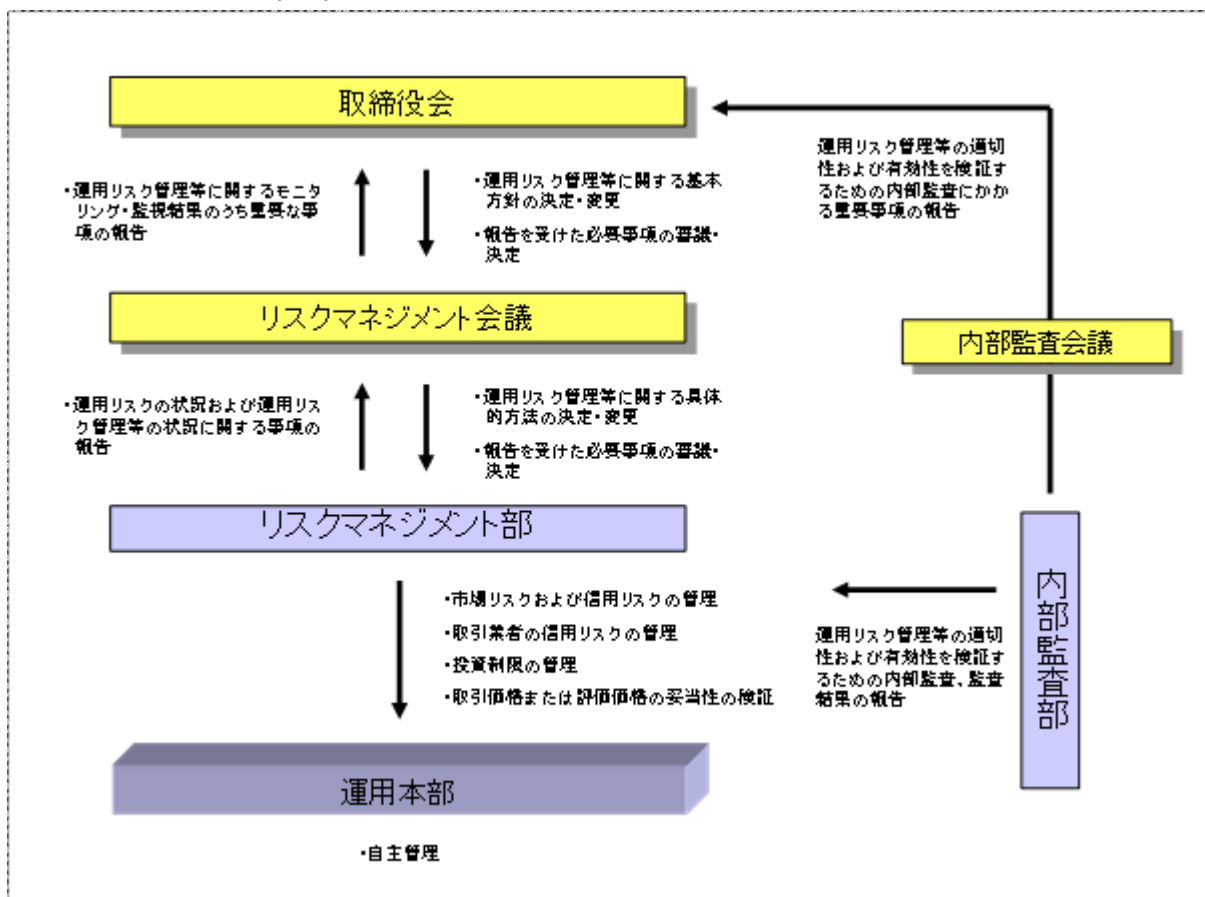 取締役会
・運用リスク管理等に関するモニ
タリング・監視結果のうち重要な事
項の報告
・運用リスク管理等に関する基本
方針の決定・変更
・報告を受けた必要事項の審議・
決定
運用リスク管理等の適切
性および有効性を検証す
るための内部監査にかか
る重要事項の報告
リスクマネジメント会議
内部監査会議
・運用リスクの状況および運用リス
ク管理等の状況に関する事項の
報告
・運用リスク管理等に関する具体
的方法の決定・変更
・報告を受けた必要事項の審議・
決定
リスクマネジメント部
内部監査部
・市場リスクおよび信用リスクの管理
・取引業者の信用リスクの管理
・投資制限の管理
・取引価格または評価価格の妥当性の検証
運用リスク管理等の適切
性および有効性を検証す
るための内部監査、監査
結果の報告
運用本部
・自主管理